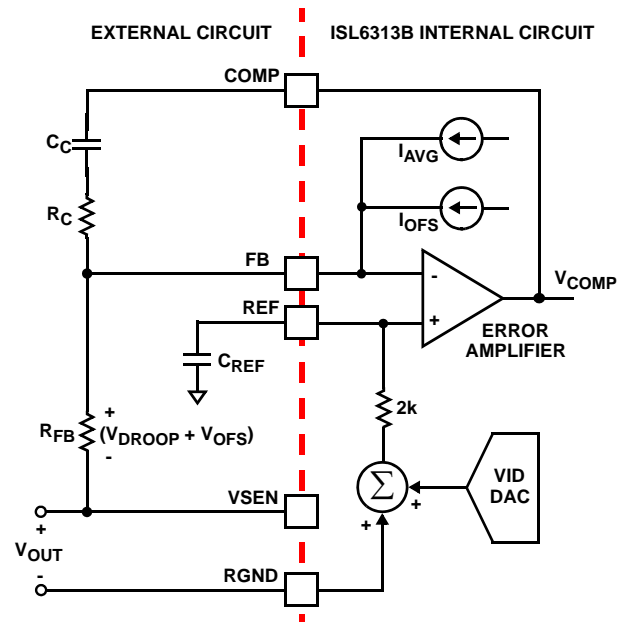 EXTERNAL CIRCUIT
ISL6313B INTERNAL CIRCUIT
COMP
CC
IAVG
RC
IOFS
FB
-
VCOMP
REF
+
ERROR
AMPLIFIER
CREF
2k
+
RFB
(VDROOP + VOFS)
-
Σ
VID
DAC
VSEN
+
+
+
VOUT
-
RGND